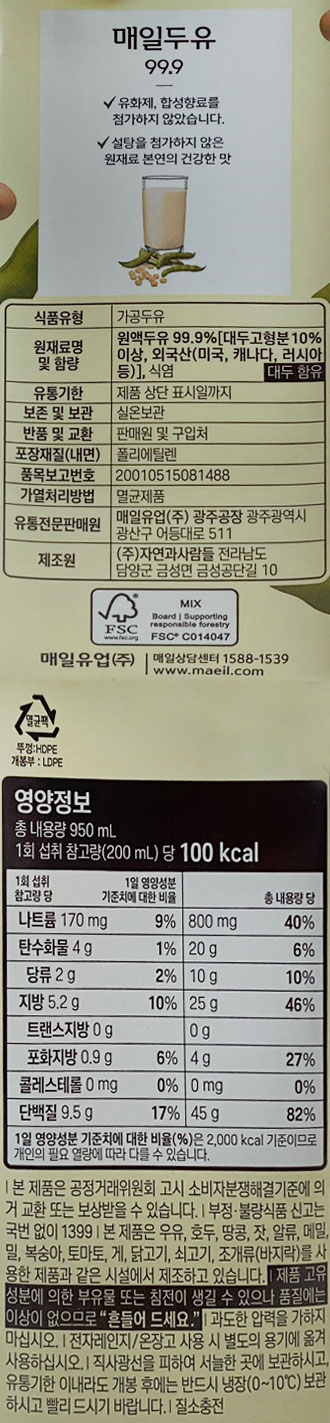 매일두유
99.9
✓ 유화제, 합성향료를
첨가하지 않았습니다.
✓ 설탕을 첨가하지 않은
원재료 본연의 건강한 맛
식품유형 가공두유
원재료명 및 함량 원액두유 99.9%[대두고형분10%
이상, 외국산(미국, 캐나다, 러시아
등)], 식염 대두 함유
유통기한 제품 상단 표시일까지
보존 및 보관 실온보관
반품 및 교환 판매원 및 구입처
포장재질(내면) 폴리에틸렌
품목보고번호 20010515081488
가열처리방법 멸균제품
유통전문판매원 매일유업(주) 광주공장 광주광역시
광산구 어등대로 511
제조원 (주)자연과사람들 전라남도
담양군 금성면 금성공단길 10
FSC
www.fsc.org
MIX
Board | Supporting
responsible forestry
FSC® C014047
매일유업(주) 매일상담센터 1588-1539
www.maeil.com
멸균팩
뚜껑:HDPE
개봉부 : LDPE
영양정보
총 내용량 950 mL
1회 섭취 참고량(200 mL) 당 100 kcal
1회 섭취 참고량 당 1일 영양성분 기준치에 대한 비율 총 내용량 당
나트륨 170 mg 9% 800 mg 40%
탄수화물 4 g 1% 20 g 6%
당류 2 g 2% 10 g 10%
지방 5.2 g 10% 25 g 46%
트랜스지방 0 g 0 g
포화지방 0.9 g 6% 4 g 27%
콜레스테롤 0 mg 0% 0 mg 0%
단백질 9.5 g 17% 45 g 82%
1일 영양성분 기준치에 대한 비율(%)은 2,000 kcal 기준이므로
개인의 필요 열량에 따라 다를 수 있습니다.
| 본 제품은 공정거래위원회 고시 소비자분쟁해결기준에 의
거 교환 또는 보상받을 수 있습니다. | 부정·불량식품 신고는
국번 없이 1399 | 본 제품은 우유, 호두, 땅콩, 잣, 알류, 메밀,
밀, 복숭아, 토마토, 게, 닭고기, 쇠고기, 조개류(바지락)를 사
용한 제품과 같은 시설에서 제조하고 있습니다. | 제품 고유
성분에 의한 부유물 또는 침전이 생길 수 있으나 품질에는
이상이 없으므로 “흔들어 드세요.” | 과도한 압력을 가하지
마십시오. | 전자레인지/온장고 사용 시 별도의 용기에 옮겨
사용하십시오. | 직사광선을 피하여 서늘한 곳에 보관하시고,
유통기한 이내라도 개봉 후에는 반드시 냉장(0~10℃) 보관
하시고 빨리 드시기 바랍니다. | 질소충전